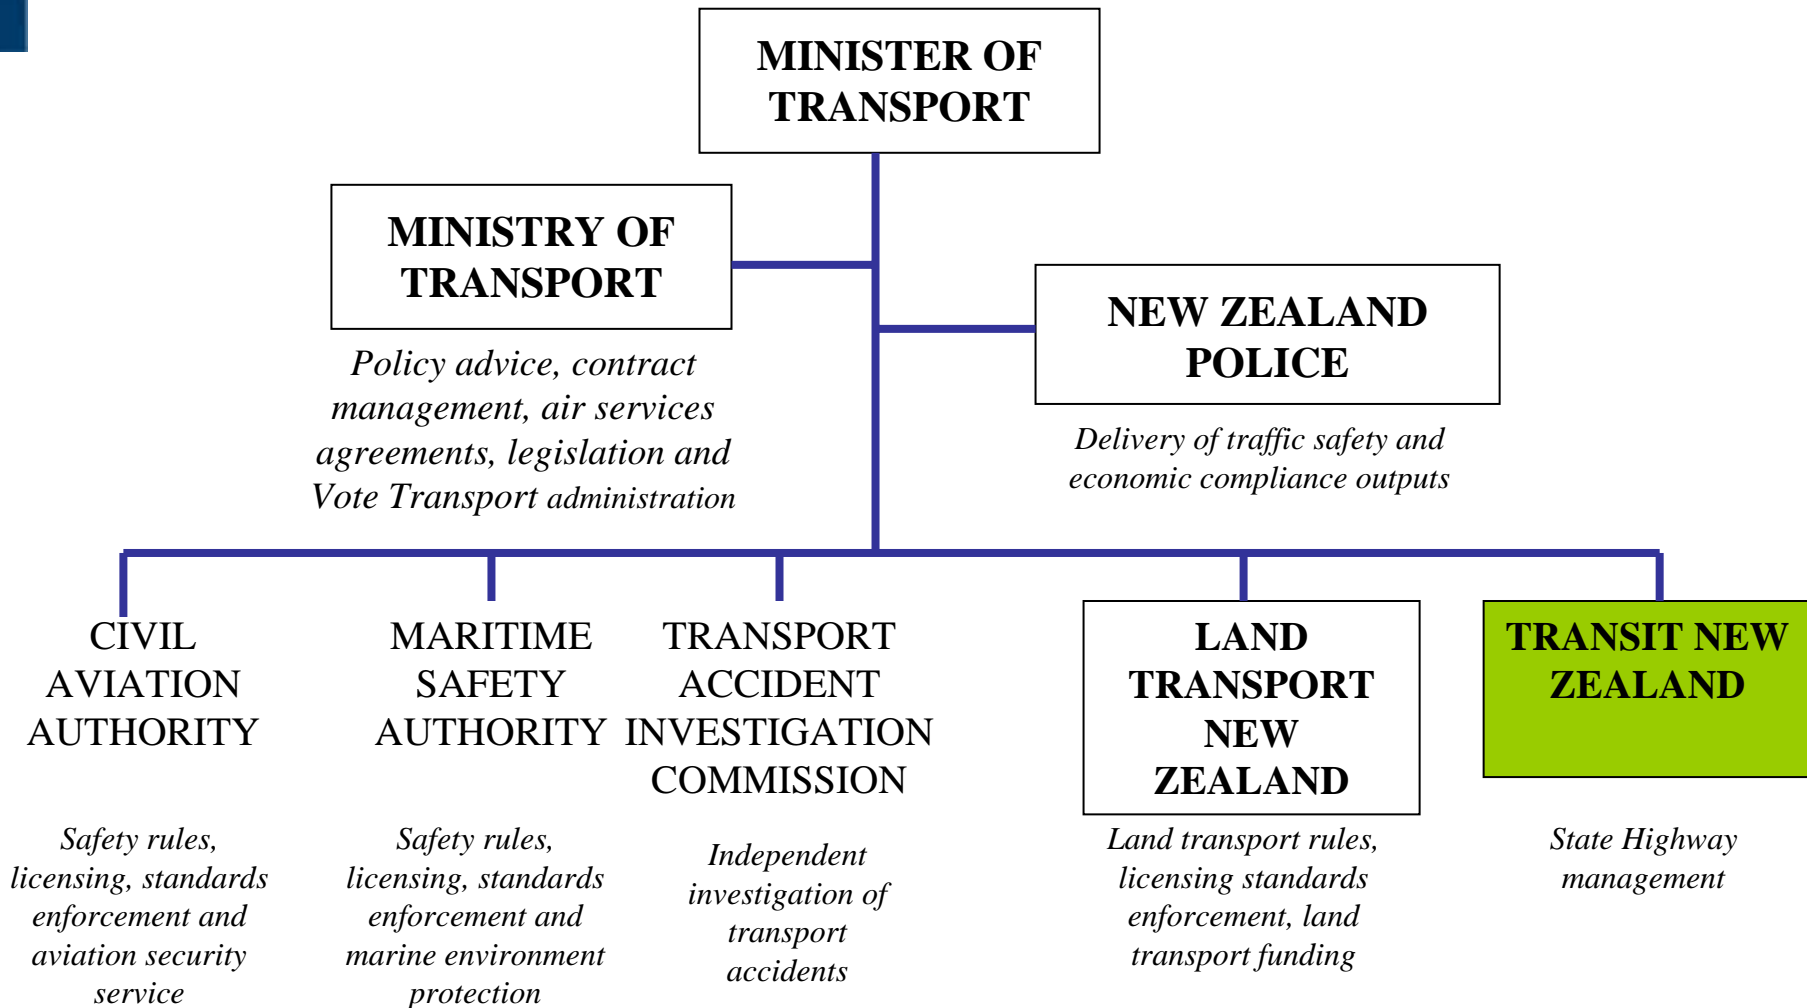 MINISTER OF
TRANSPORT
MINISTRY OF
TRANSPORT
Policy advice, contract
management, air services
agreements, legislation and
Vote Transport administration
NEW ZEALAND
POLICE
Delivery of traffic safety and
economic compliance outputs
CIVIL
AVIATION
AUTHORITY
Safety rules,
licensing, standards
enforcement and
aviation security
service
MARITIME
SAFETY
AUTHORITY
Safety rules,
licensing, standards
enforcement and
marine environment
protection
TRANSPORT
ACCIDENT
INVESTIGATION
COMMISSION
Independent
investigation of
transport
accidents
LAND
TRANSPORT
NEW
ZEALAND
Land transport rules,
licensing standards
enforcement, land
transport funding
TRANSIT NEW
ZEALAND
State Highway
management